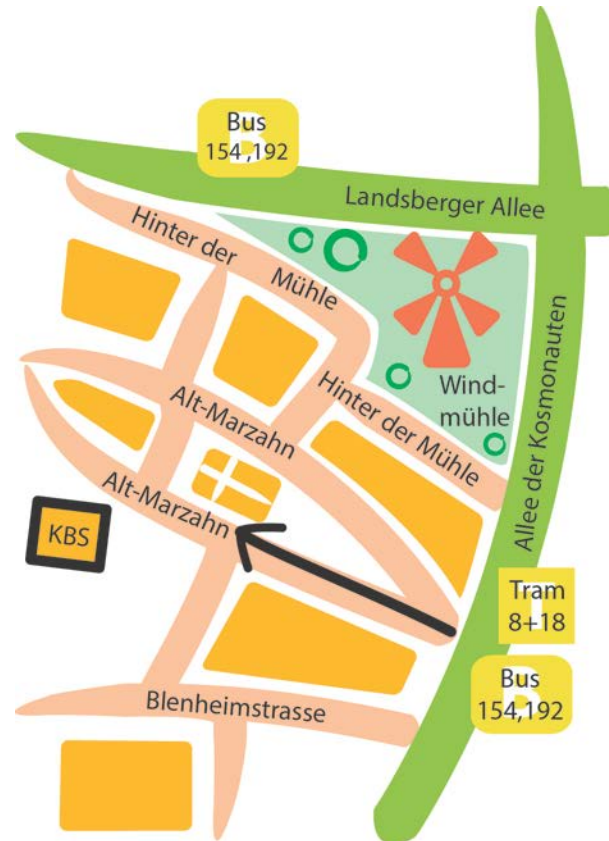 Bus
154 ,192
Landsberger Allee
Hinter der
Mühle
Wind-
mühle
Hinter der Mühle
Allee der Kosmonauten
Alt-Marzahn
Alt-Marzahn
KBS
Tram
8+18
Bus
154,192
Blenheimstrasse